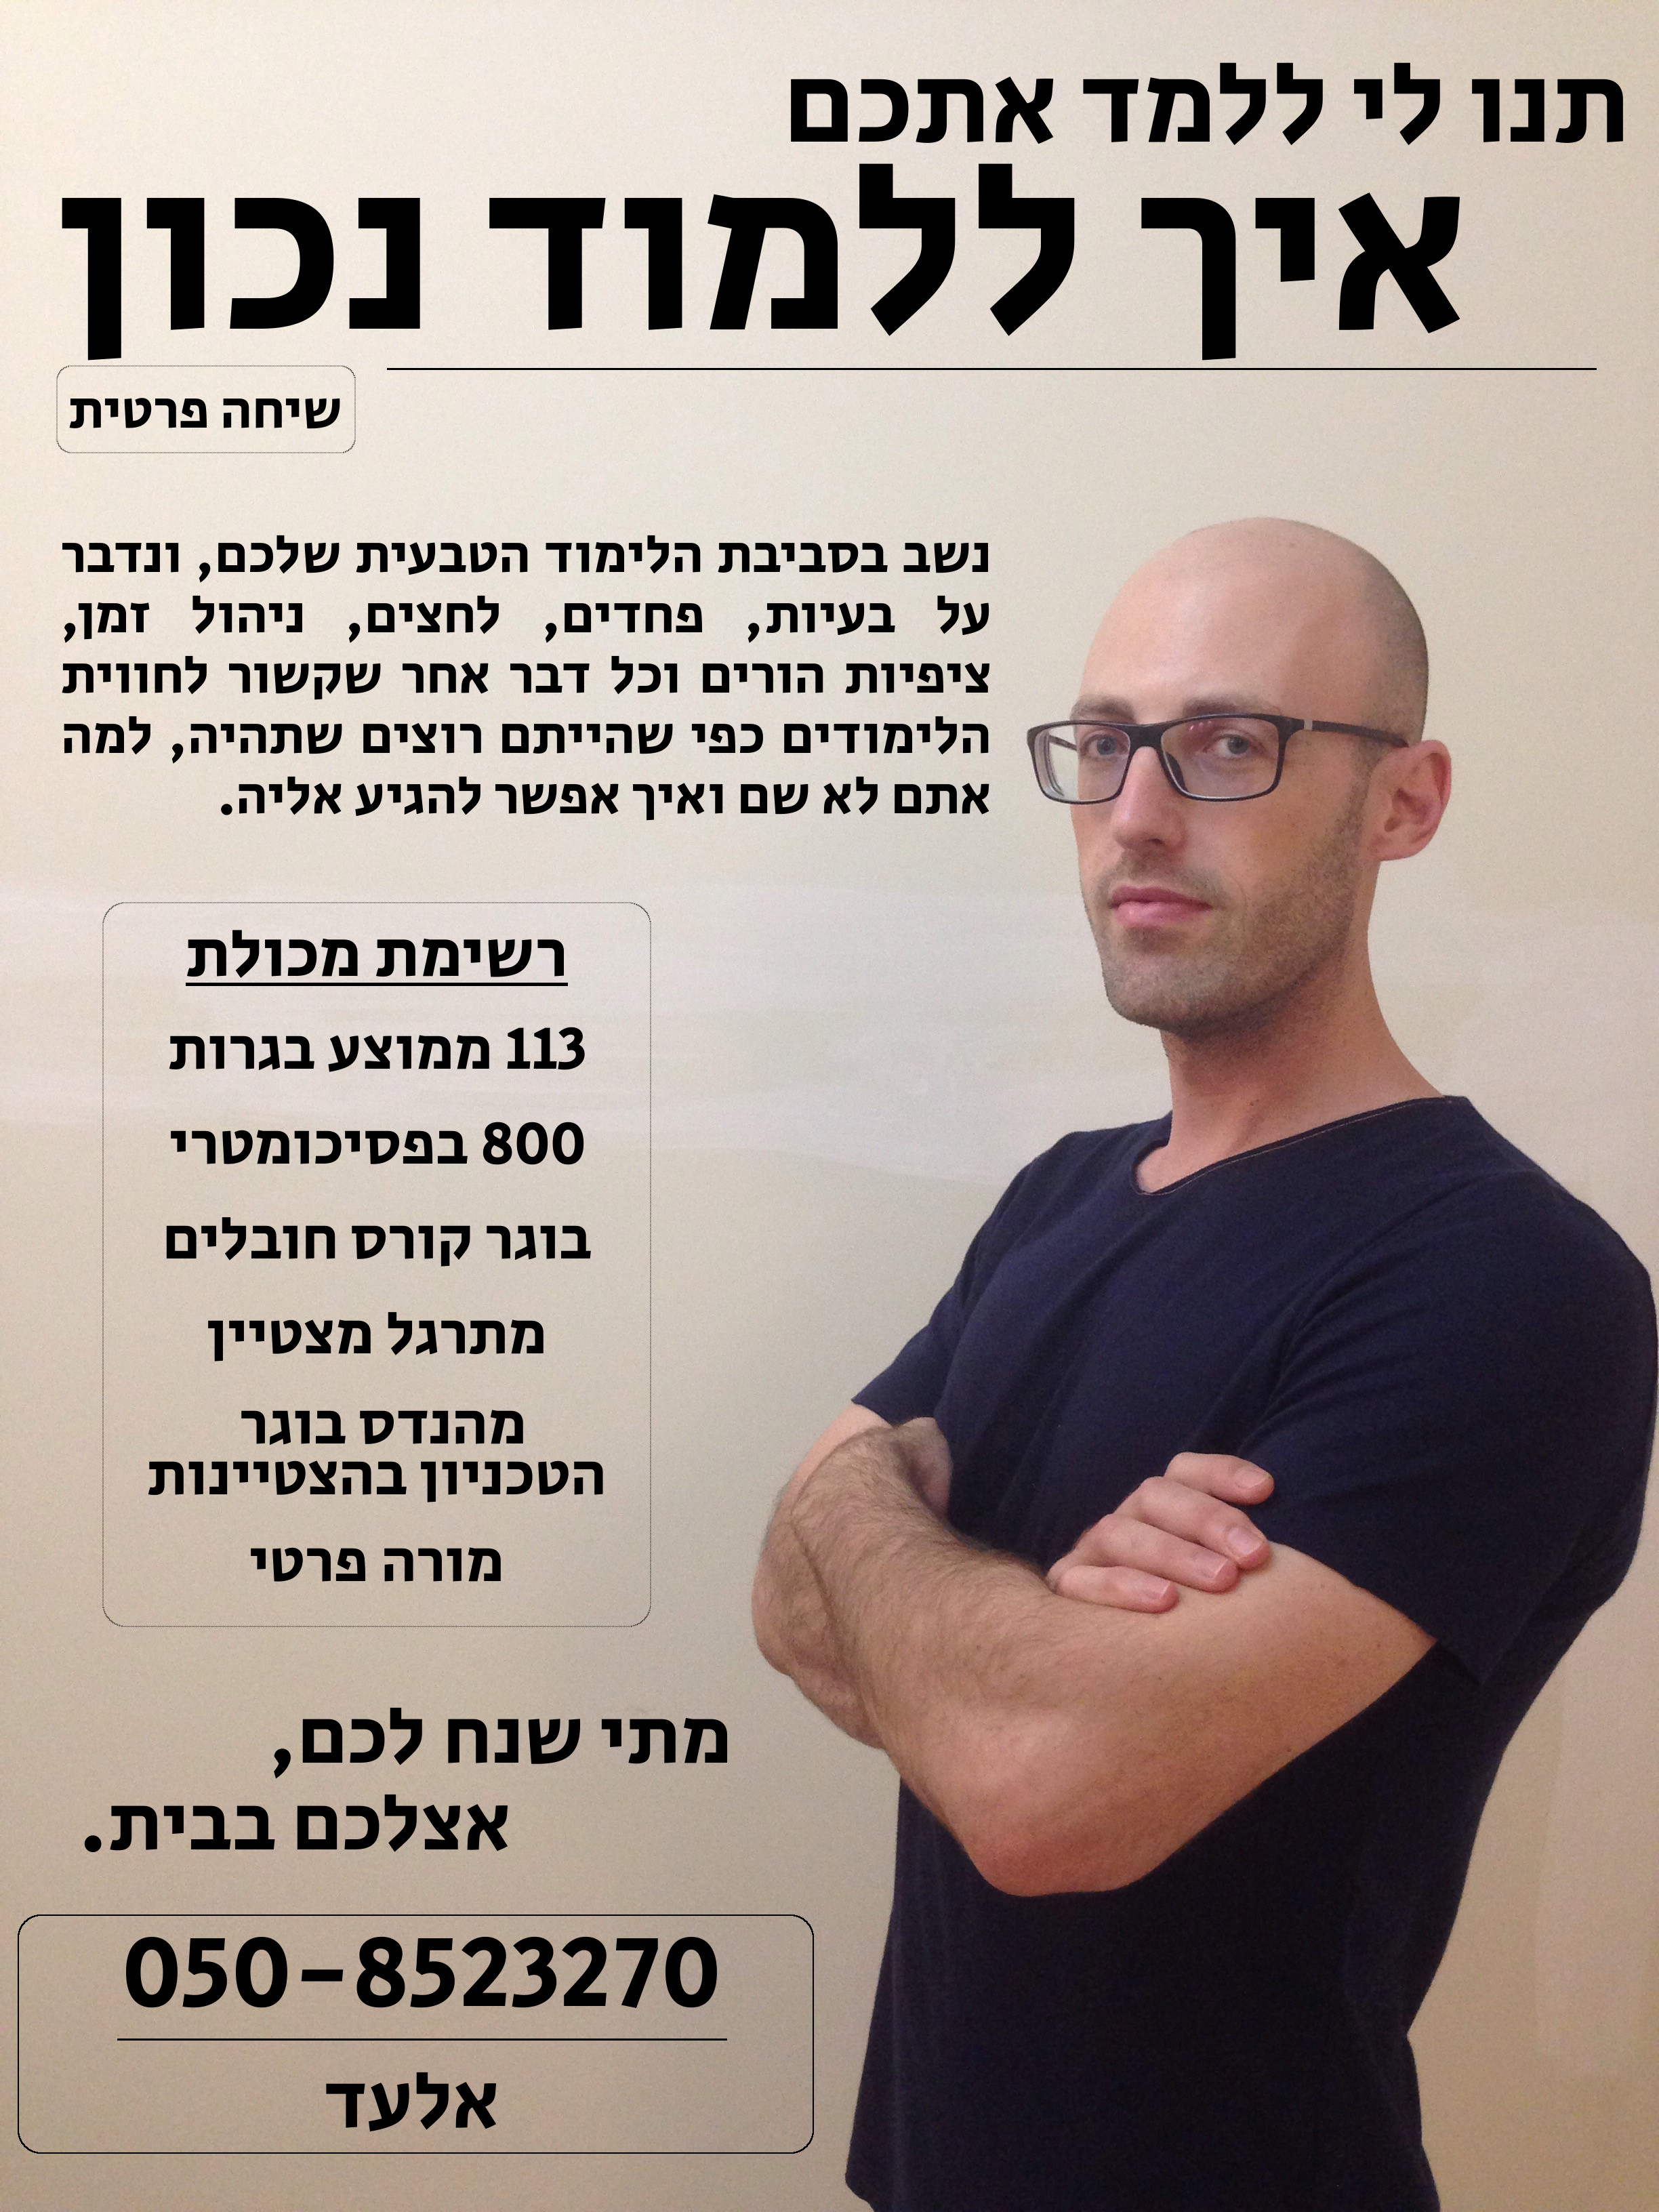 תנו לי ללמד אתכם
איך ללמוד נכון
שיחה פרטית
נשב בסביבת הלימוד הטבעית שלכם, ונדבר
על בעיות, פחדים, לחצים, ניהול זמן,
ציפיות הורים וכל דבר אחר שקשור לחווית
הלימודים כפי שהייתם רוצים שתהיה, למה
אתם לא שם ואיך אפשר להגיע אליה.
רשימת מכולת
113 ממוצע בגרות
800 בפסיכומטרי
בוגר קורס חובלים
מתרגל מצטיין
מהנדס בוגר
הטכניון בהצטיינות
מורה פרטי
מתי שנח לכם,
אצלכם בבית.
050-8523270
אלעד